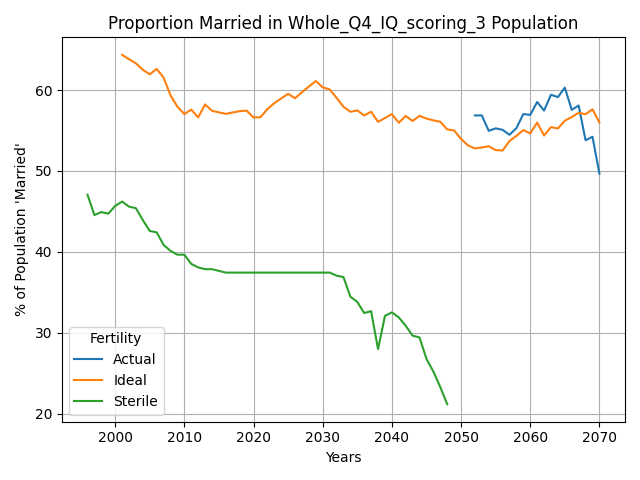 Proportion Married in Whole_Q4_IQ_scoring_3 Population
% of Population 'Married'
60
50
40
30
20
Fertility
Actual
Ideal
Sterile
2000 2010 2020 2030 2040 2050 2060 2070
Years